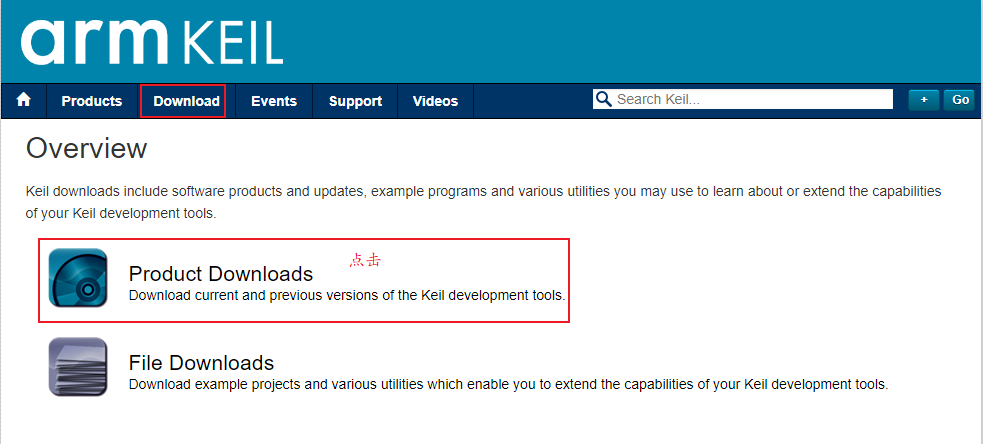 arm KEIL
Products Download Events Support Videos Search Keil... + Go
Overview
Keil downloads include software products and updates, example programs and various utilities you may use to learn about or extend the capabilities
of your Keil development tools.
点击
Product Downloads
Download current and previous versions of the Keil development tools.
File Downloads
Download example projects and various utilities which enable you to extend the capabilities of your Keil development tools.